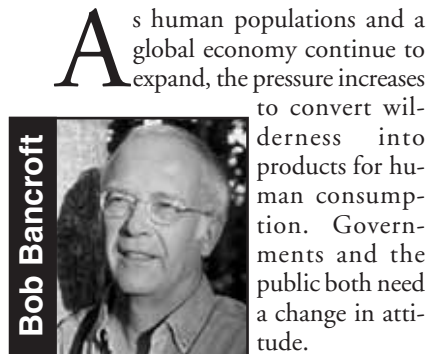 As human populations and a
global economy continue to
expand, the pressure increases
to convert wil-
derness into
products for hu-
man consump-
tion. Govern-
ments and the
public both need
a change in atti-
tude.
Bob Bancroft